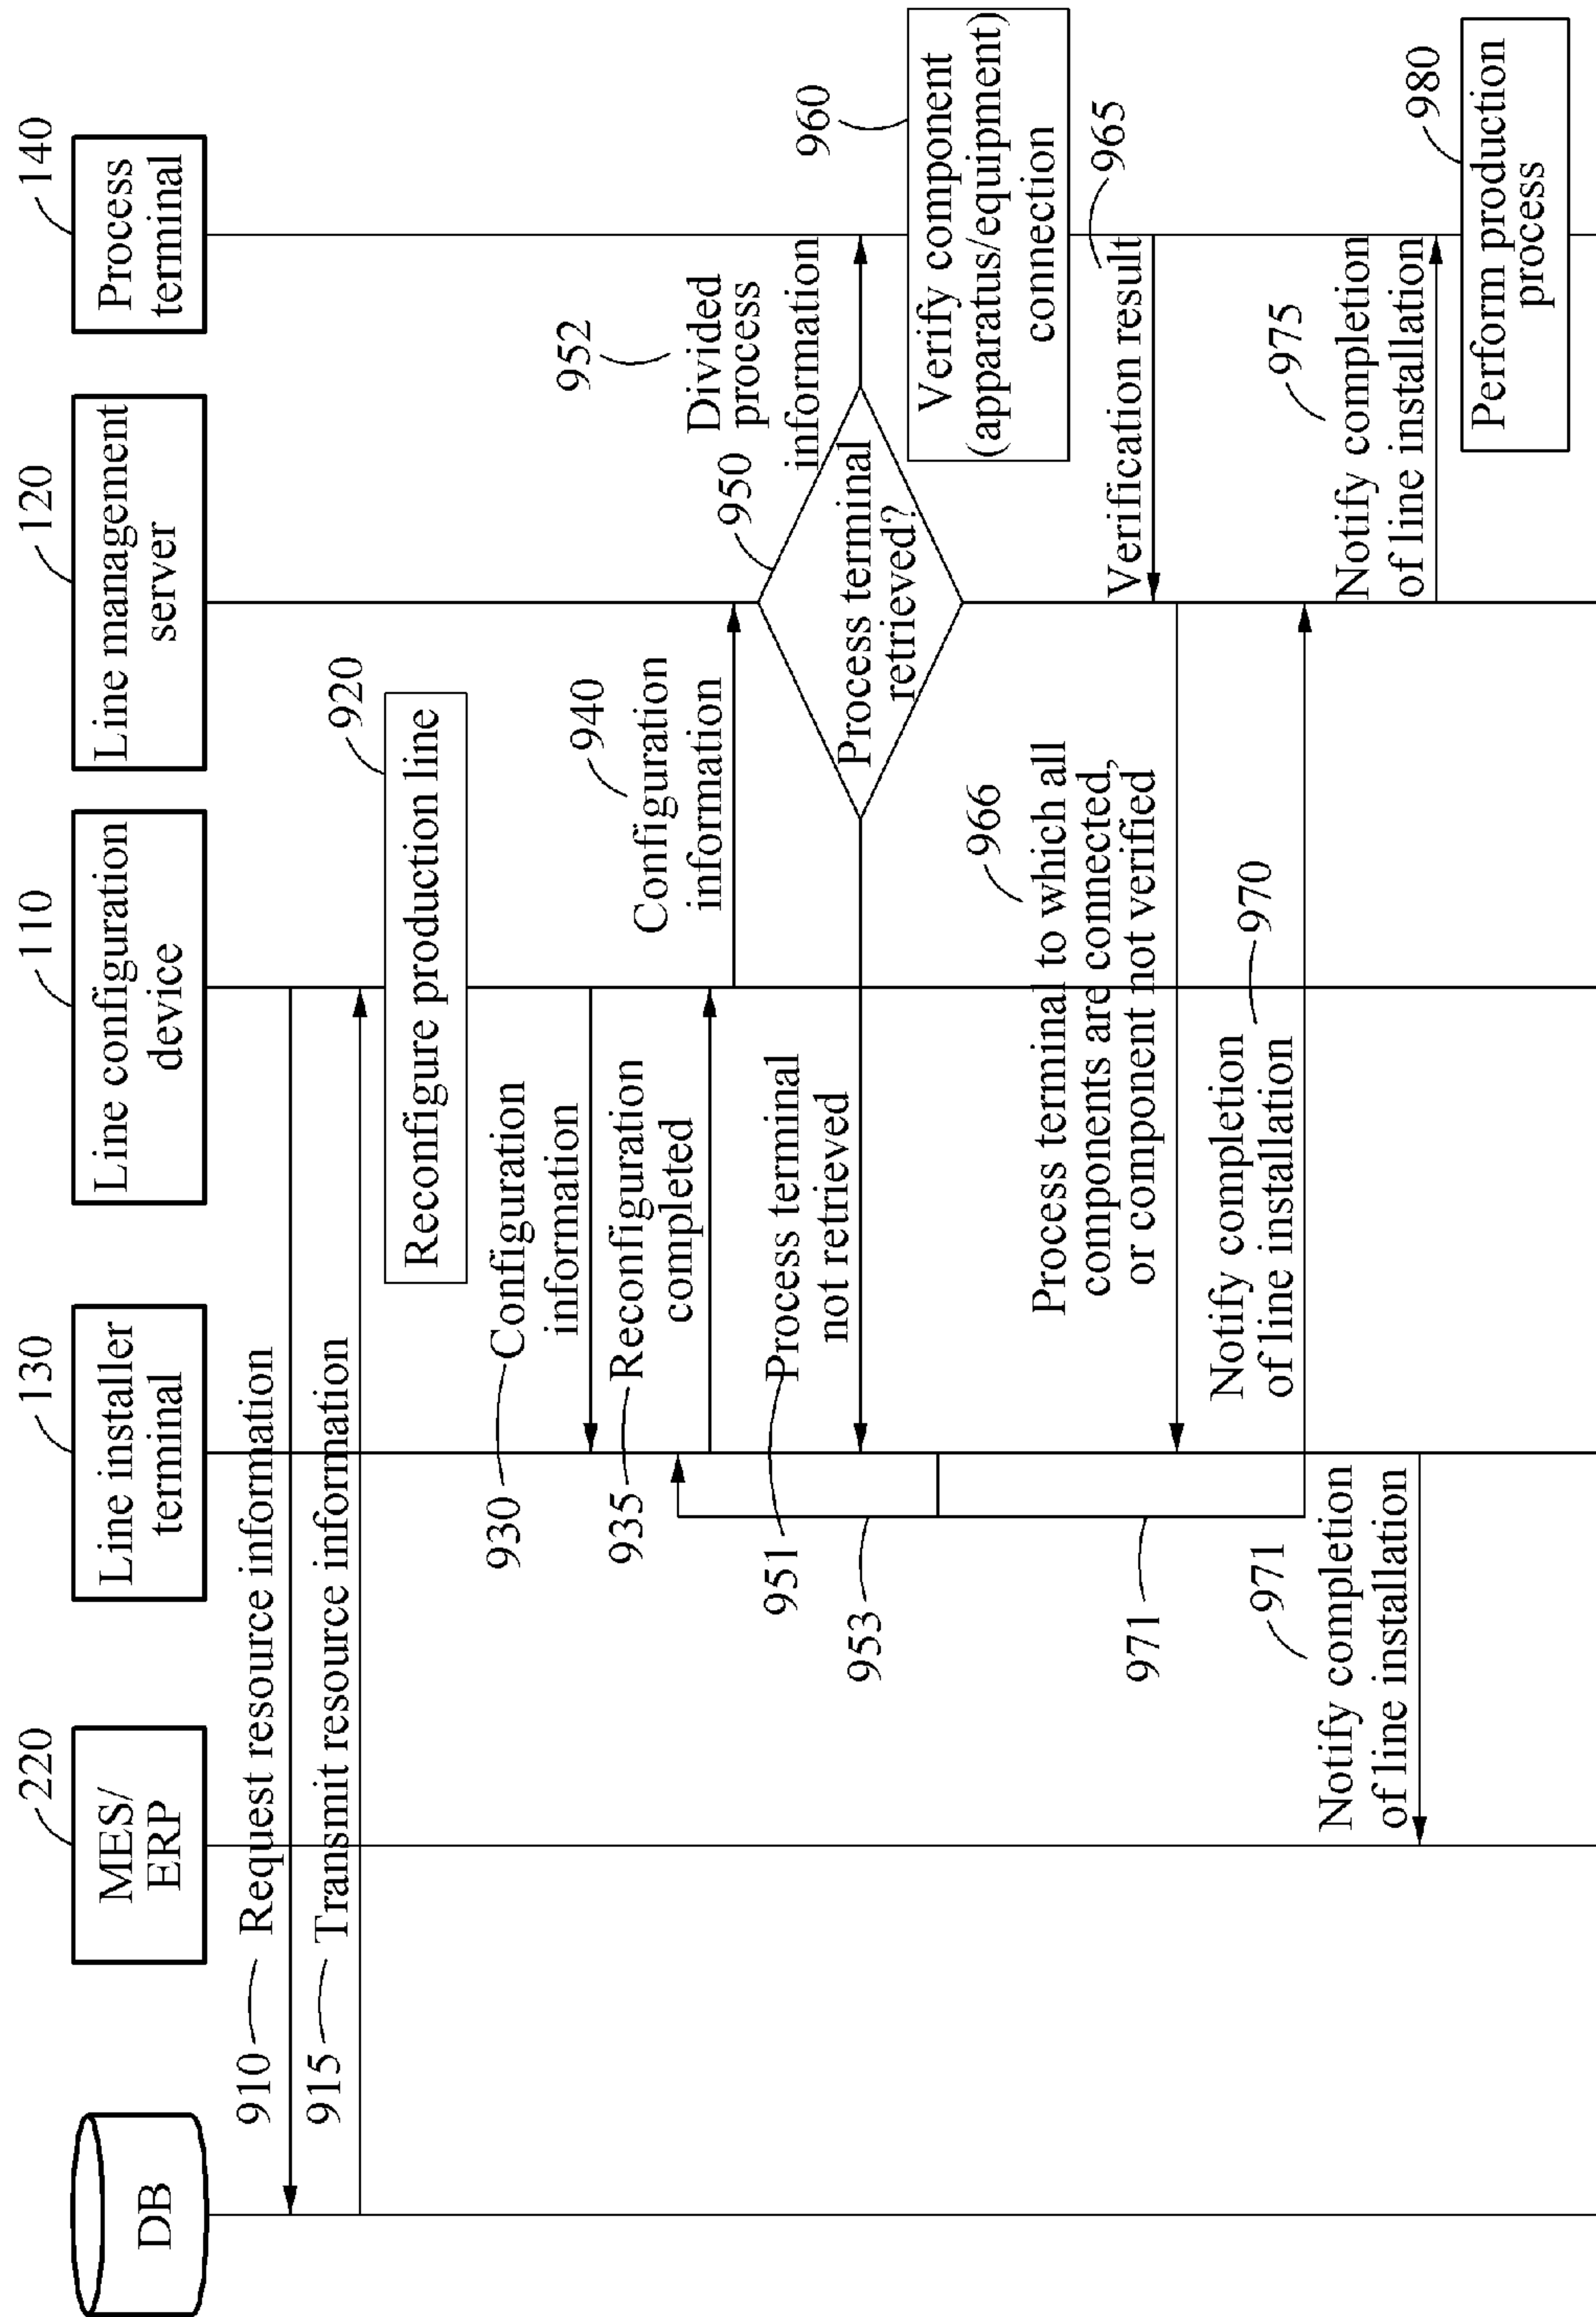 DB
220
MES/
ERP
130
Line installer
terminal
110
Line configuration
device
120
Line management
server
140
Process
terminal
910
Request resource information
915
Transmit resource information
920
Reconfigure production line
930
Configuration
information
935
Reconfiguration
completed
940
Configuration
information
950
Process terminal
retrieved?
951
Process terminal
not retrieved
952
Divided
process
information
953
960
Verify component
(apparatus/equipment)
connection
965
Verification result
966
Process terminal to which all
components are connected,
or component not verified
971
970
Notify completion
of line installation
971
Notify completion
of line installation
975
Notify completion
of line installation
980
Perform production
process